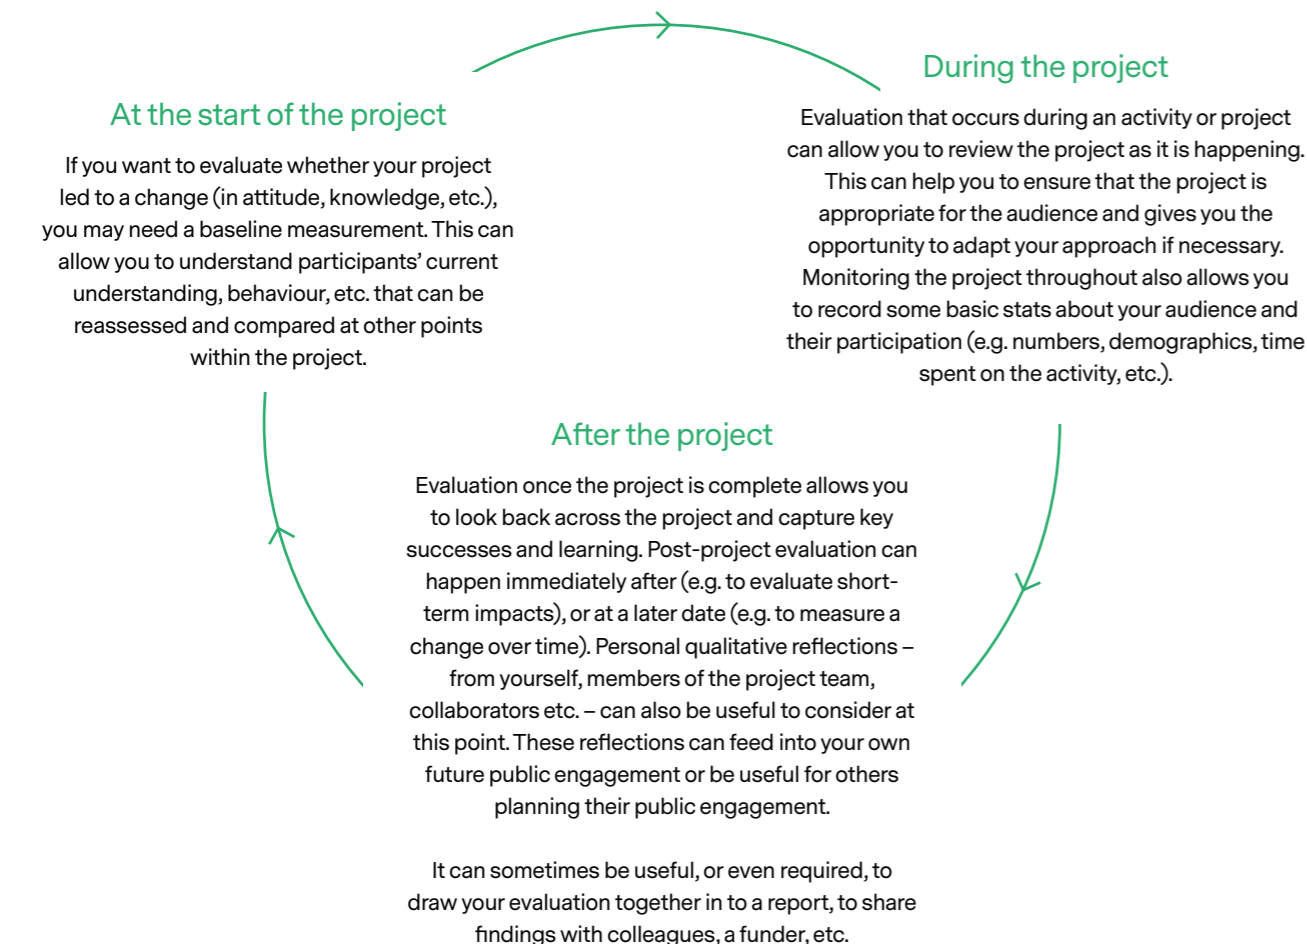 At the start of the project
If you want to evaluate whether your project
led to a change (in attitude, knowledge, etc.),
you may need a baseline measurement. This can
allow you to understand participants’ current
understanding, behaviour, etc. that can be
reassessed and compared at other points
within the project.
During the project
Evaluation that occurs during an activity or project
can allow you to review the project as it is happening.
This can help you to ensure that the project is
appropriate for the audience and gives you the
opportunity to adapt your approach if necessary.
Monitoring the project throughout also allows you
to record some basic stats about your audience and
their participation (e.g. numbers, demographics, time
spent on the activity, etc.).
After the project
Evaluation once the project is complete allows you
to look back across the project and capture key
successes and learning. Post-project evaluation can
happen immediately after (e.g. to evaluate short-
term impacts), or at a later date (e.g. to measure a
change over time). Personal qualitative reflections –
from yourself, members of the project team,
collaborators etc. – can also be useful to consider at
this point. These reflections can feed into your own
future public engagement or be useful for others
planning their public engagement.
It can sometimes be useful, or even required, to
draw your evaluation together in to a report, to share
findings with colleagues, a funder, etc.